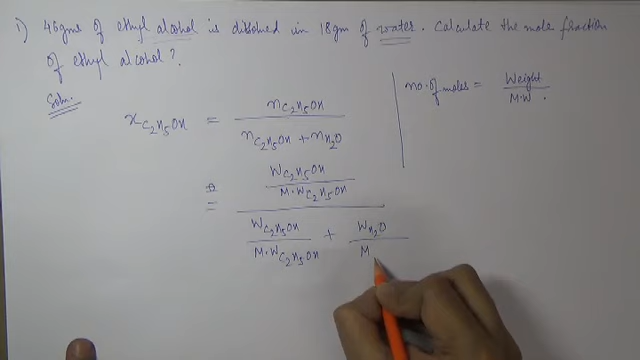 1) 46gms of ethyl alcohol is dissolved in 18gm of water. Calculate the mole fraction
of ethyl alcohol?
Soln.
x C₂H₅OH = n C₂H₅OH / n C₂H₅OH + n H₂O
no. of moles = Weight / M.W.
= W C₂H₅OH / M.W C₂H₅OH
W C₂H₅OH / M.W C₂H₅OH + W H₂O / M